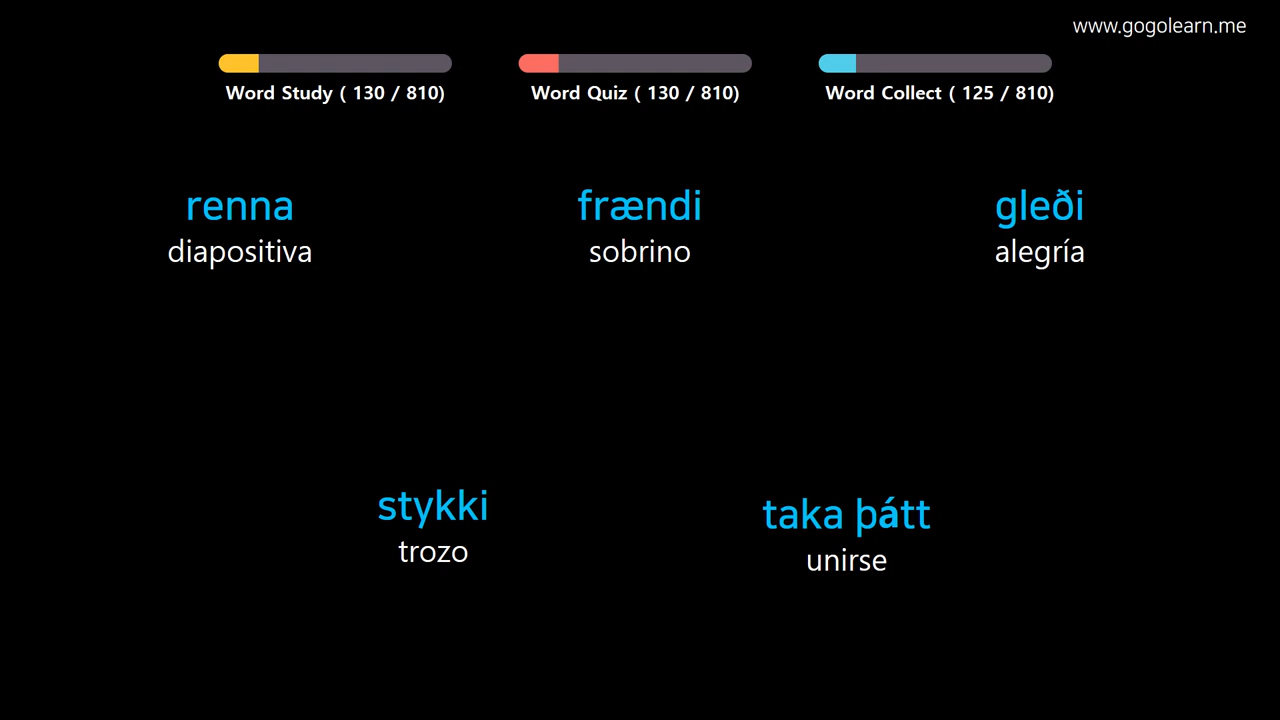 www.gogolearn.me
Word Study ( 130 / 810)
Word Quiz ( 130 / 810)
Word Collect ( 125 / 810)
renna
diapositiva
frændi
sobrino
gleði
alegría
stykki
trozo
taka þátt
unirse